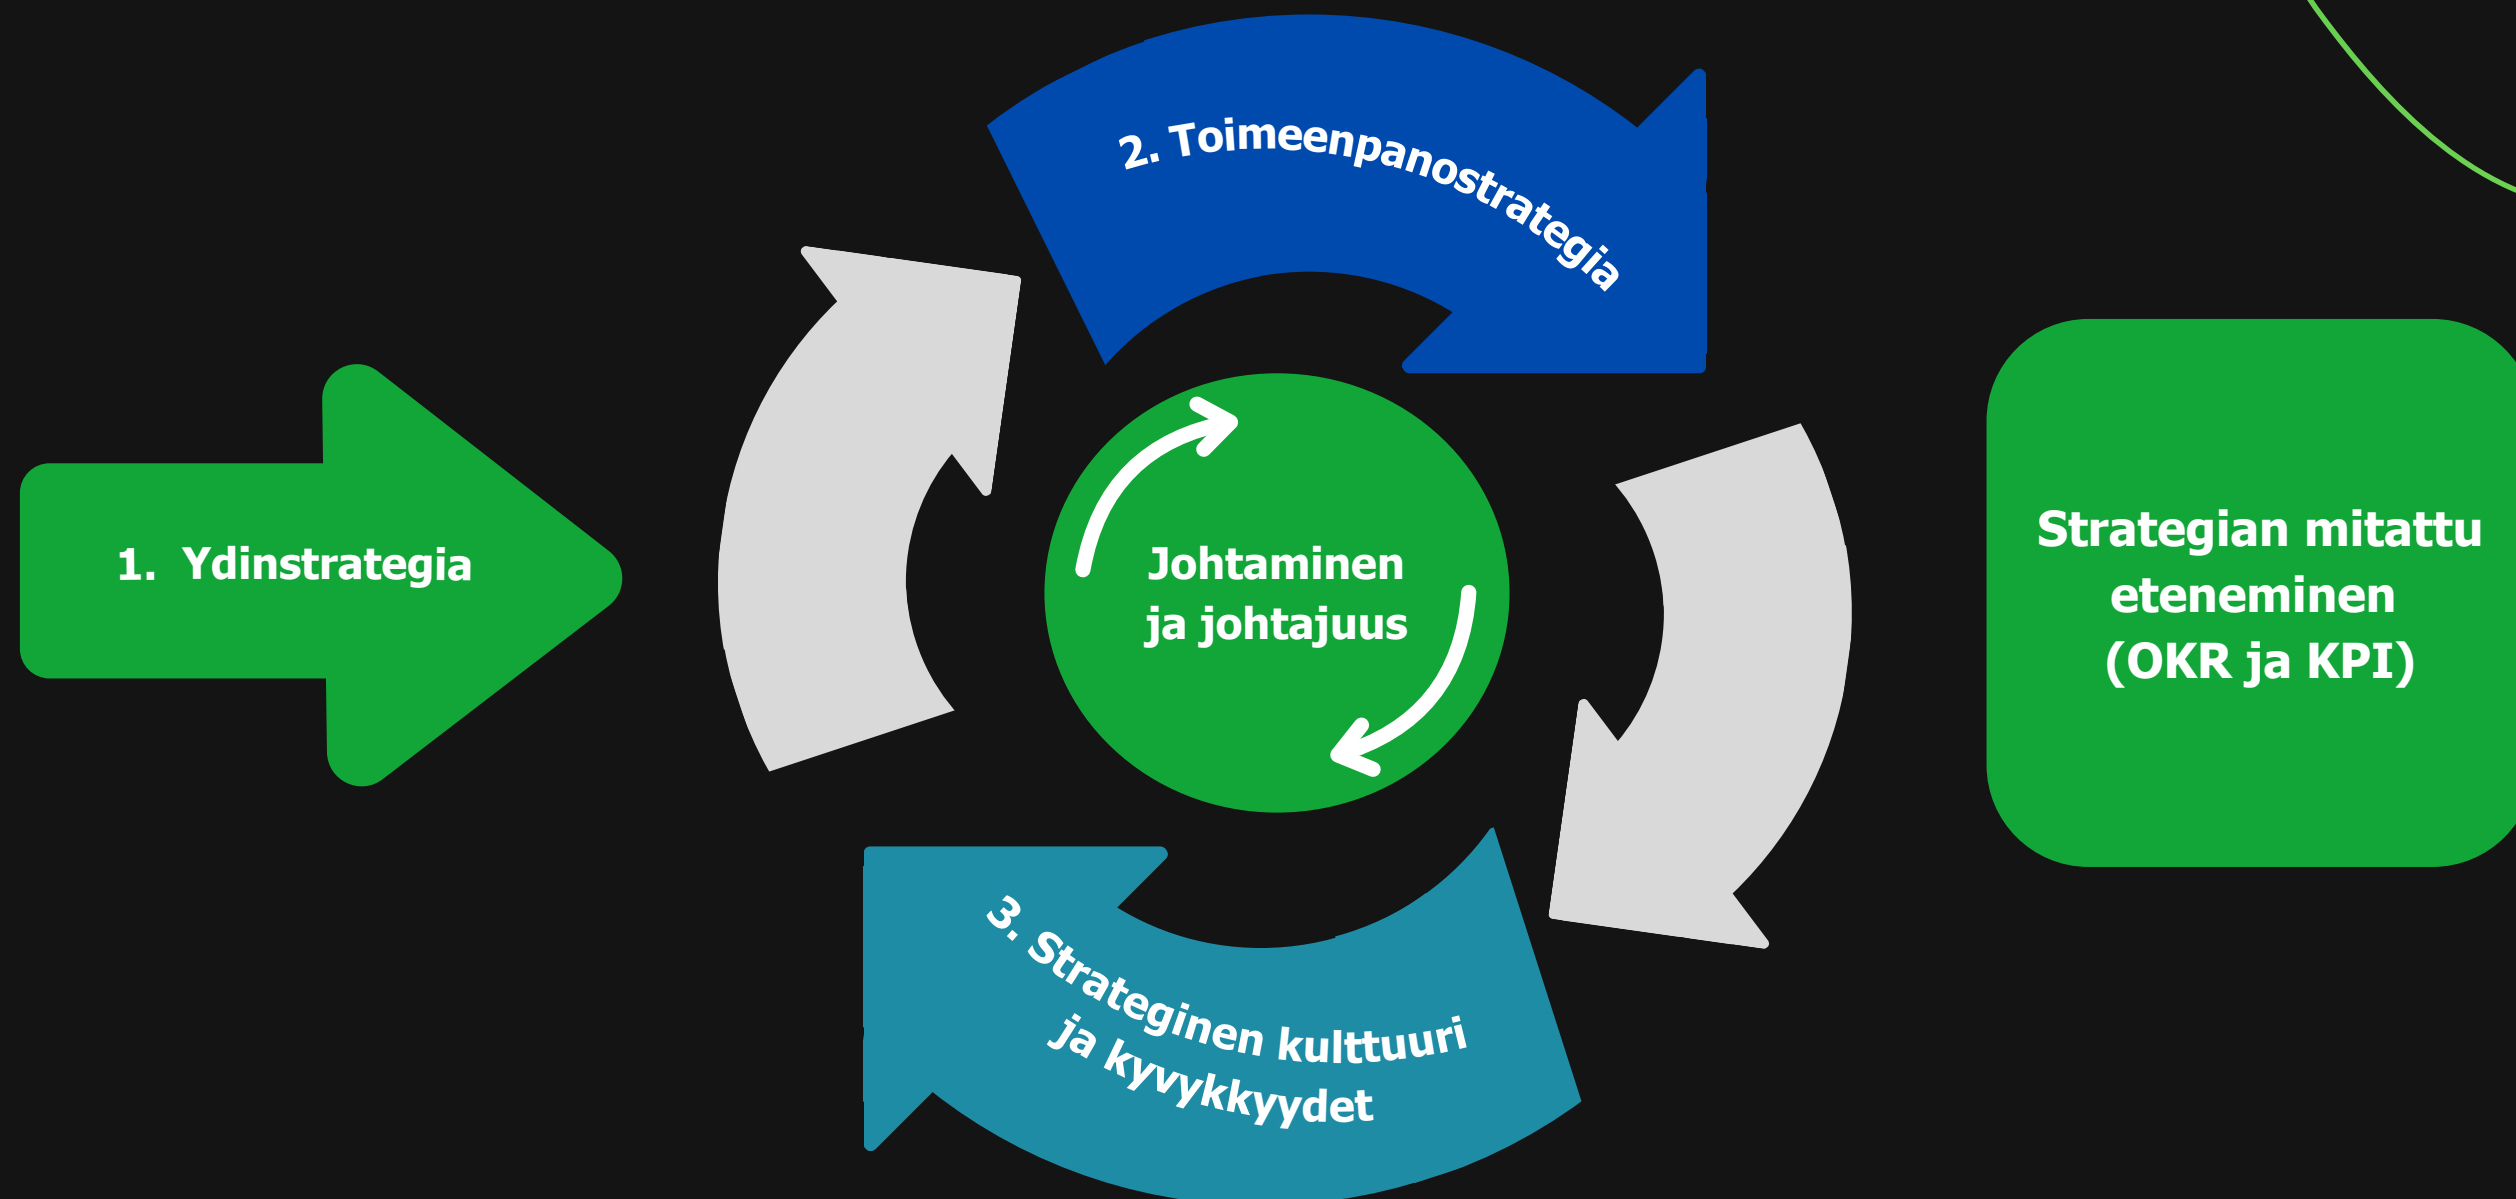 1. Ydinstrategia
2. Toimeenpanostrategia
Johtaminen
ja johtajuus
3. Strateginen kulttuuri
ja kyvykkyydet
Strategian mitattu
eteneminen
(OKR ja KPI)